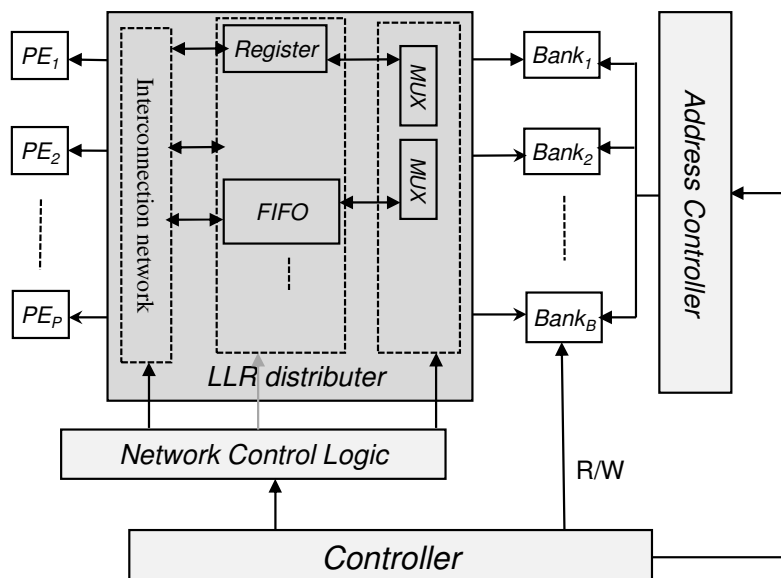 PE1
PE2
PEP
Interconnection network
Register
FIFO
MUX
MUX
LLR distributer
Bank1
Bank2
BankB
Address Controller
Network Control Logic
R/W
Controller